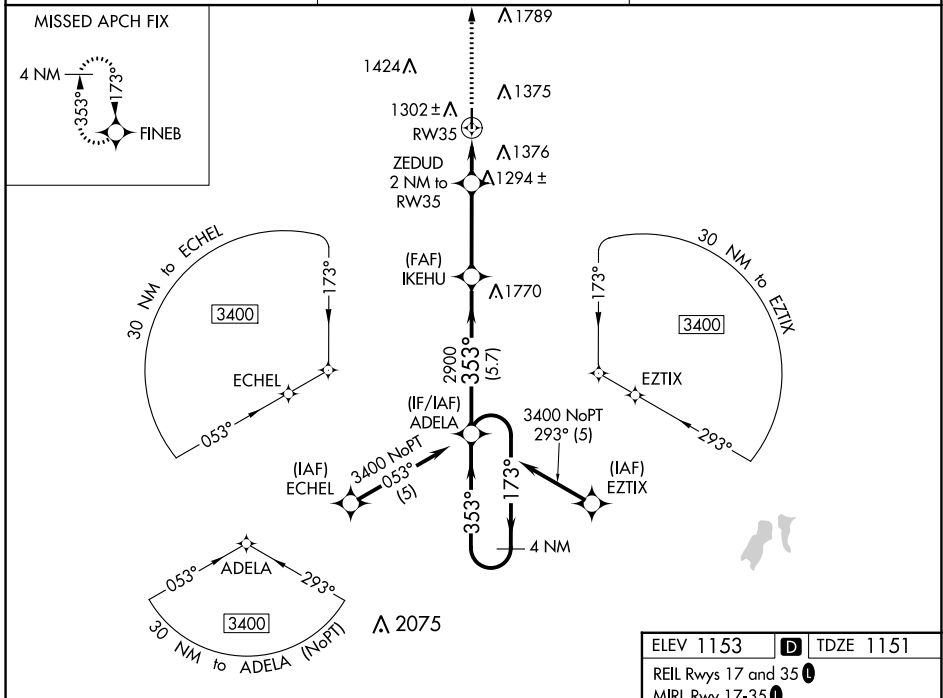 MISSED APCH FIX
4 NM
353°
173°
FINEB
1789
1424
1375
1302 ±
RW35
1376
ZEDUD
2 NM to
RW35
1294 ±
(FAF)
IKEHU
1770
2900
353°
(5.7)
30 NM to ECHEL
3400
173°
ECHEL
053°
30 NM to EZTIX
173°
3400
EZTIX
293°
(IF/IAF)
ADELA
3400 NoPT
053°
(5)
3400 NoPT
293° (5)
(IAF)
ECHEL
(IAF)
EZTIX
353°
173°
4 NM
053°
ADELA
293°
3400
30 NM to ADELA (NoPT)
2075
ELEV 1153 D TDZE 1151
REIL Rwys 17 and 35 L
MIRL Rwy 17-35 L